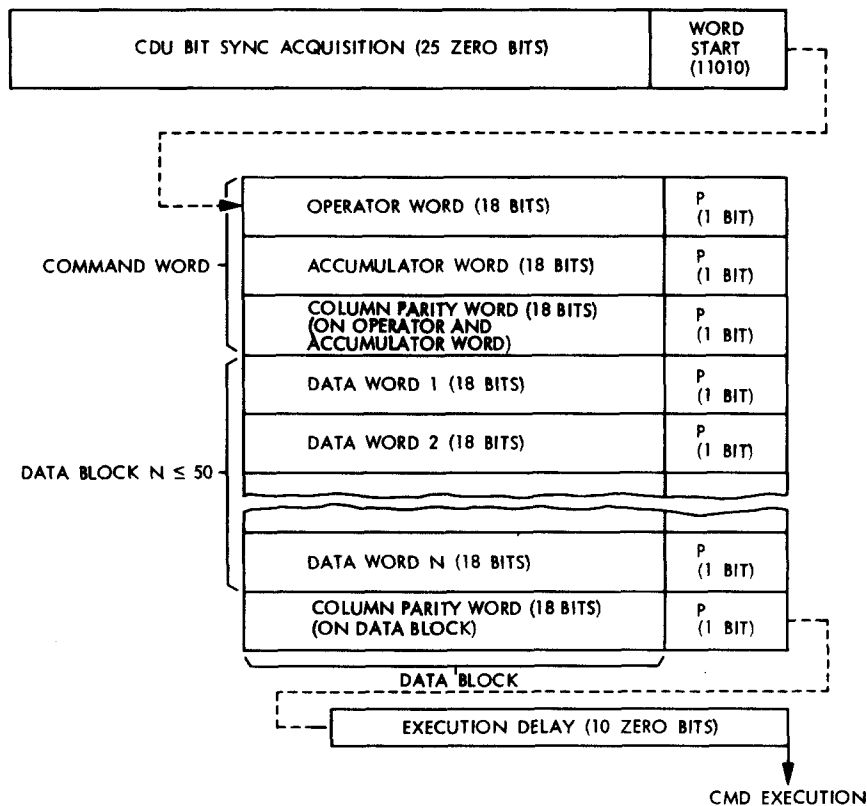 CDU BIT SYNC ACQUISITION (25 ZERO BITS)
WORD
START
(11010)
OPERATOR WORD (18 BITS)
P
(1 BIT)
COMMAND WORD
ACCUMULATOR WORD (18 BITS)
P
(1 BIT)
COLUMN PARITY WORD (18 BITS)
(ON OPERATOR AND
ACCUMULATOR WORD)
P
(1 BIT)
DATA WORD 1 (18 BITS)
P
(1 BIT)
DATA WORD 2 (18 BITS)
P
(1 BIT)
DATA BLOCK N ≤ 50
DATA WORD N (18 BITS)
P
(1 BIT)
COLUMN PARITY WORD (18 BITS)
(ON DATA BLOCK)
P
(1 BIT)
DATA BLOCK
EXECUTION DELAY (10 ZERO BITS)
CMD EXECUTION